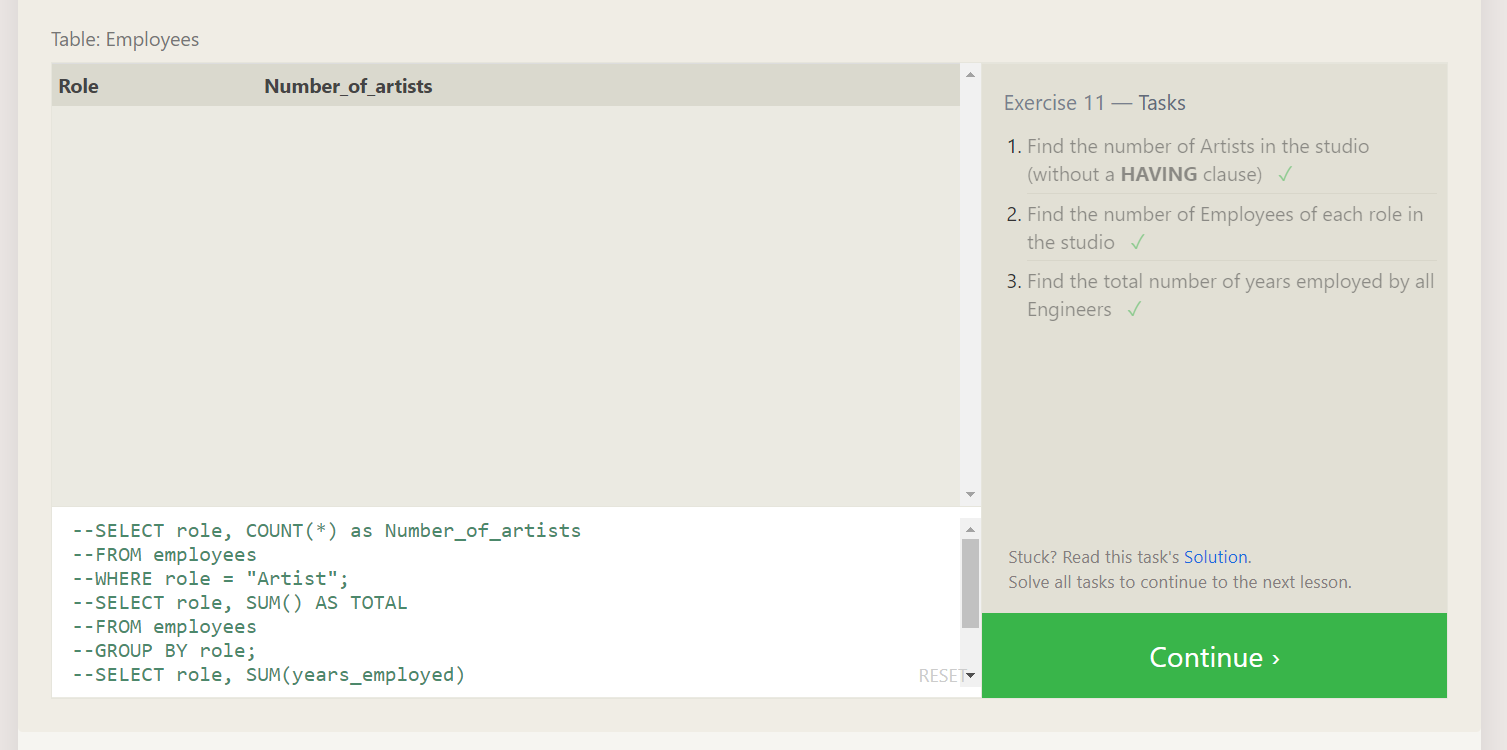 Table: Employees
Role Number_of_artists
Exercise 11 — Tasks
1. Find the number of Artists in the studio
(without a HAVING clause) ✓
2. Find the number of Employees of each role in
the studio ✓
3. Find the total number of years employed by all
Engineers ✓
--SELECT role, COUNT(*) as Number_of_artists
--FROM employees
--WHERE role = "Artist";
--SELECT role, SUM() AS TOTAL
--FROM employees
--GROUP BY role;
--SELECT role, SUM(years_employed)
RESET
Stuck? Read this task's Solution.
Solve all tasks to continue to the next lesson.
Continue ›